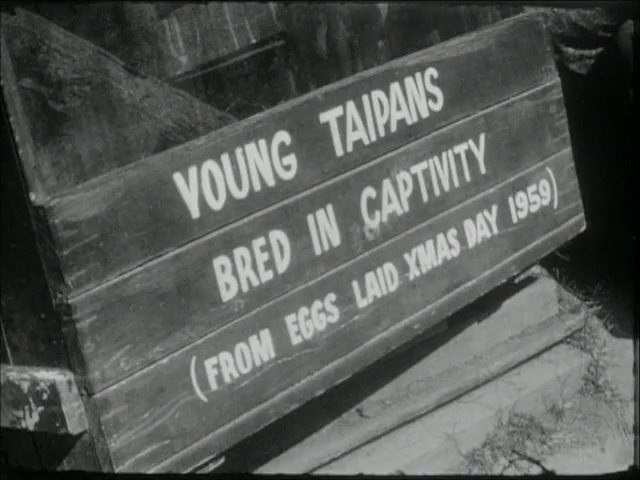 YOUNG TAIPANS
BRED IN CAPTIVITY
(FROM EGGS LAID XMAS DAY 1959)